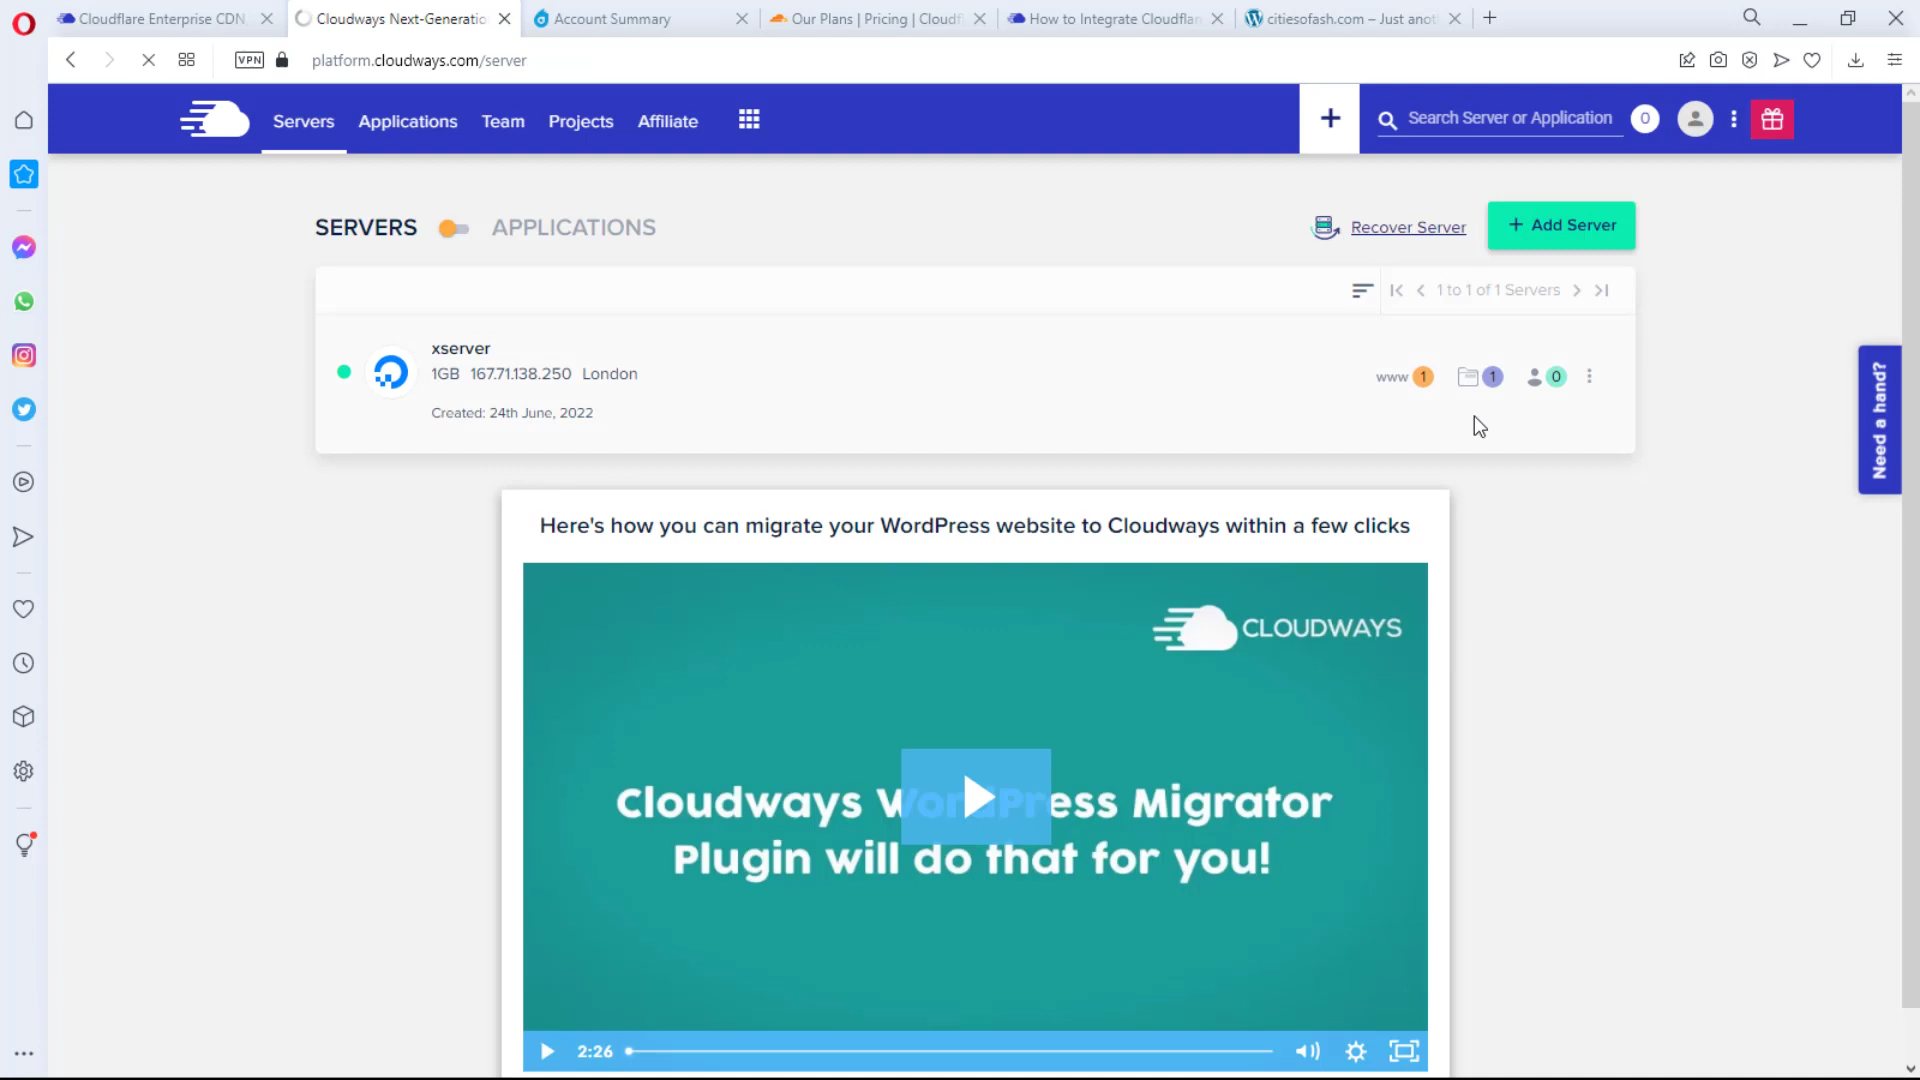 Cloudflare Enterprise CDN,
Cloudways Next-Generatio
Account Summary
Our Plans | Pricing | Cloudf
How to Integrate Cloudflar
citiesofash.com – Just anot
VPN
platform.cloudways.com/server
Servers
Applications
Team
Projects
Affiliate
+
Search Server or Application
0
SERVERS
APPLICATIONS
Recover Server
+ Add Server
1 to 1 of 1 Servers
xserver
1GB 167.71.138.250 London
www 1
1
0
Created: 24th June, 2022
Need a hand?
Here's how you can migrate your WordPress website to Cloudways within a few clicks
CLOUDWAYS
Cloudways WordPress Migrator
Plugin will do that for you!
2:26